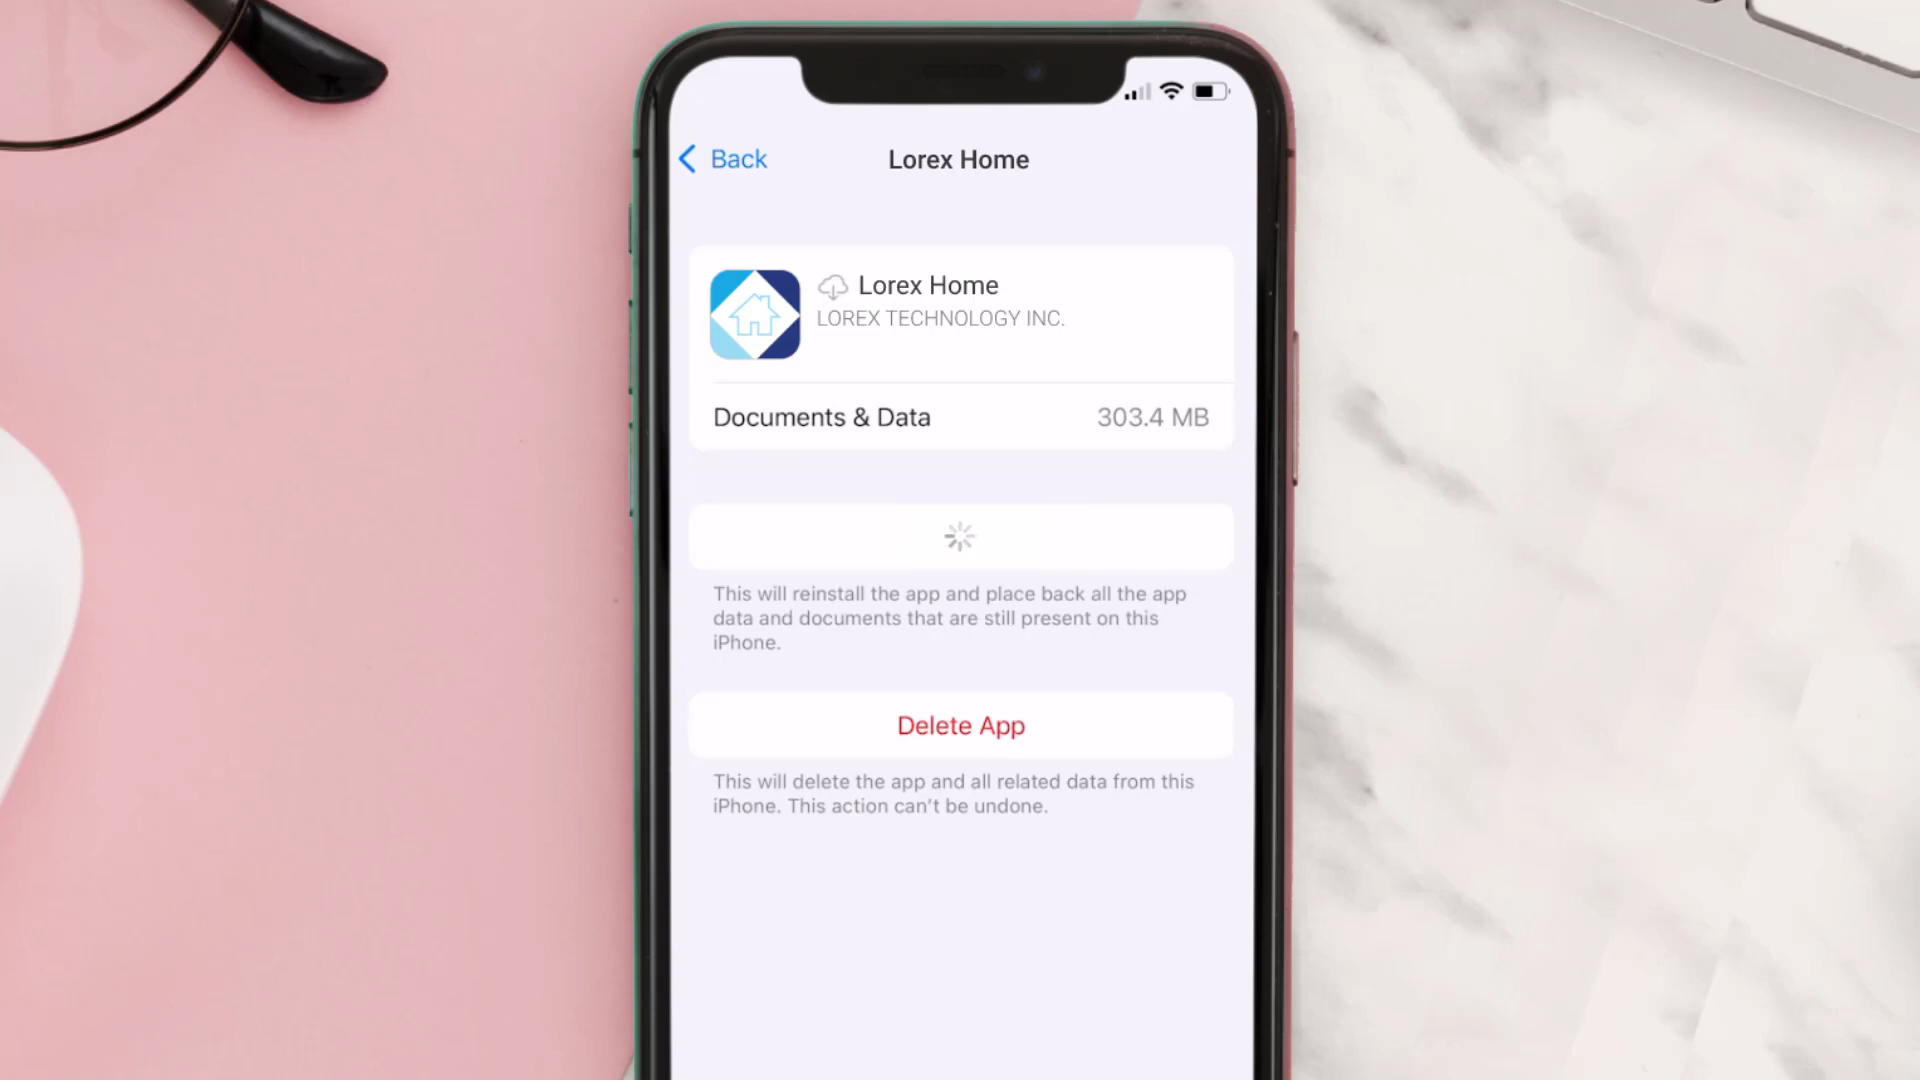 Back
Lorex Home
Lorex Home
LOREX TECHNOLOGY INC.
Documents & Data 303.4 MB
This will reinstall the app and place back all the app
data and documents that are still present on this
iPhone.
Delete App
This will delete the app and all related data from this
iPhone. This action can't be undone.